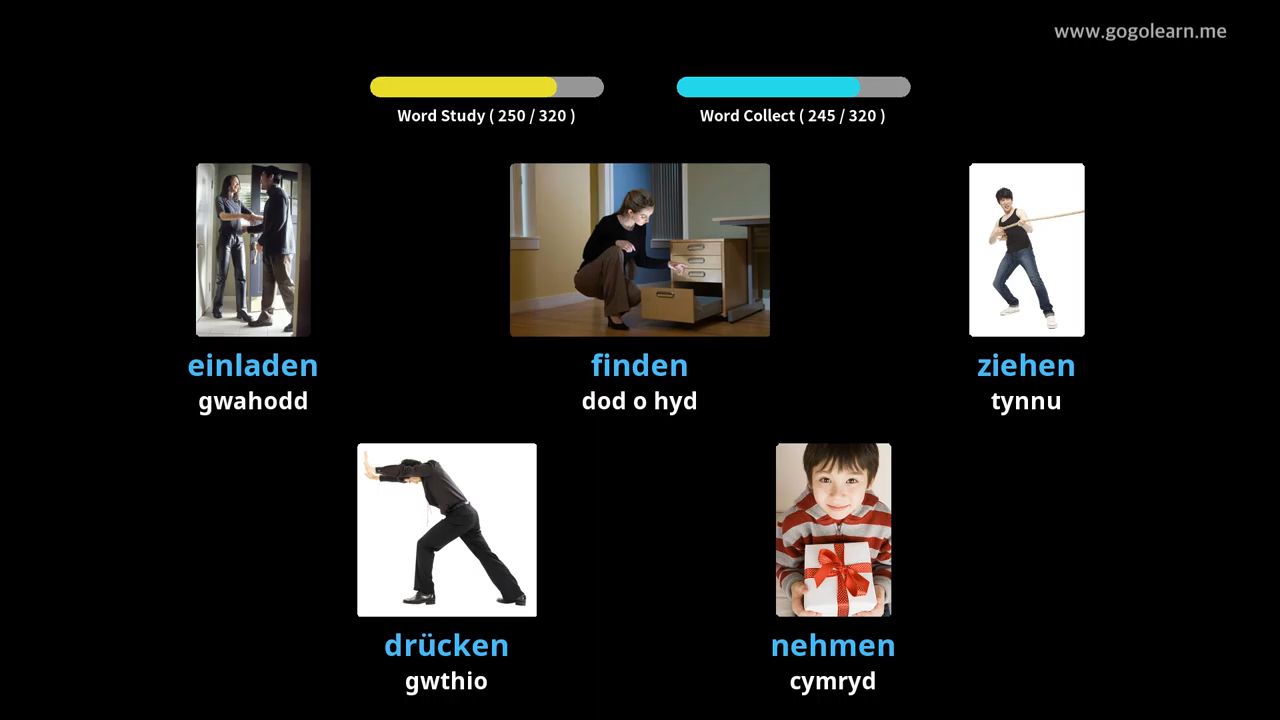 www.gogolearn.me
Word Study ( 250 / 320 )
Word Collect ( 245 / 320 )
einladen
gwahodd
finden
dod o hyd
ziehen
tynnu
drücken
gwthio
nehmen
cymryd